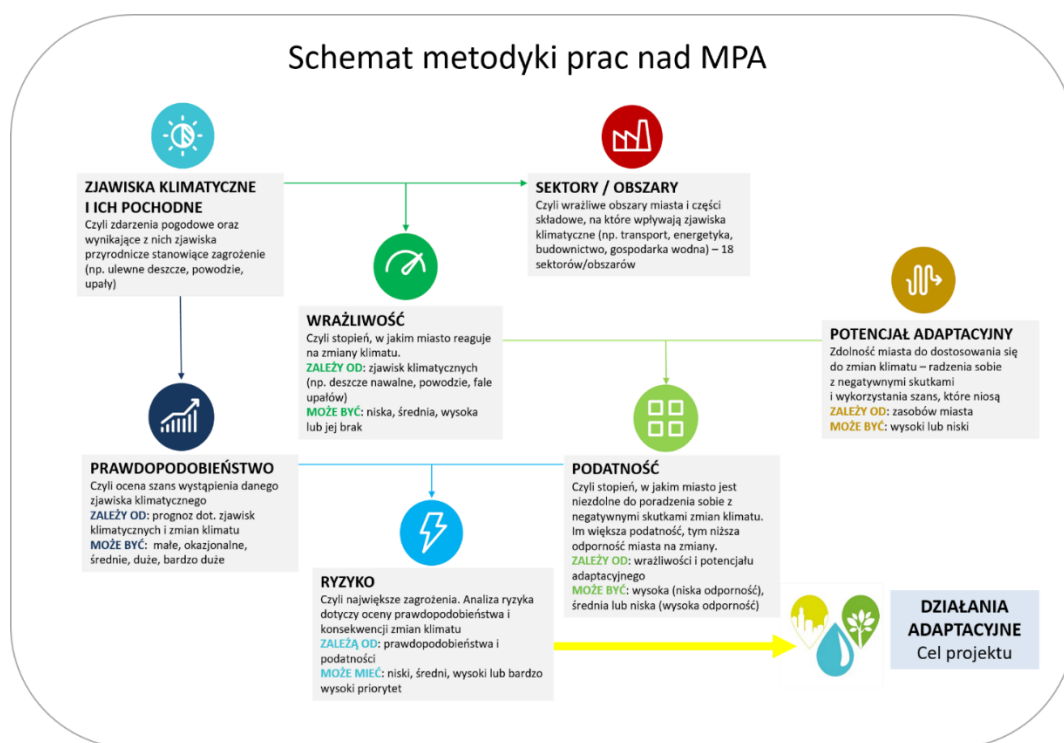 Schemat metodyki prac nad MPA
ZJAWISKA KLIMATYCZNE
I ICH POCHODNE
Czyli zdarzenia pogodowe oraz
wynikające z nich zjawiska
przyrodnicze stanowiące zagrożenie
(np. ulewne deszcze, powodzie,
upały)
SEKTORY / OBSZARY
Czyli wrażliwe obszary miasta i części
składowe, na które wpływają zjawiska
klimatyczne (np. transport, energetyka,
budownictwo, gospodarka wodna) – 18
sektorów/obszarów
WRAŻLIWOŚĆ
Czyli stopień, w jakim miasto reaguje
na zmiany klimatu.
ZALEŻY OD: zjawisk klimatycznych
(np. deszcze nawalne, powodzie, fale
upałów)
MOŻE BYĆ: niska, średnia, wysoka
lub jej brak
POTENCJAŁ ADAPTACYJNY
Zdolność miasta do dostosowania się
do zmian klimatu – radzenia sobie
z negatywnymi skutkami
i wykorzystania szans, które niosą
ZALEŻY OD: zasobów miasta
MOŻE BYĆ: wysoki lub niski
PRAWDOPODOBIEŃSTWO
Czyli ocena szans wystąpienia danego
zjawiska klimatycznego
ZALEŻY OD: prognoz dot. zjawisk
klimatycznych i zmian klimatu
MOŻE BYĆ: małe, okazjonalne,
średnie, duże, bardzo duże
PODATNOŚĆ
Czyli stopień, w jakim miasto jest
niezdolne do poradzenia sobie z
negatywnymi skutkami zmian klimatu.
Im większa podatność, tym niższa
odporność miasta na zmiany.
ZALEŻY OD: wrażliwości i potencjału
adaptacyjnego
MOŻE BYĆ: wysoka (niska odporność),
średnia lub niska (wysoka odporność)
RYZYKO
Czyli największe zagrożenia. Analiza ryzyka
dotyczy oceny prawdopodobieństwa i
konsekwencji zmian klimatu
ZALEŻĄ OD: prawdopodobieństwa i
podatności
MOŻE MIEĆ: niski, średni, wysoki lub bardzo
wysoki priorytet
DZIAŁANIA
ADAPTACYJNE
Cel projektu